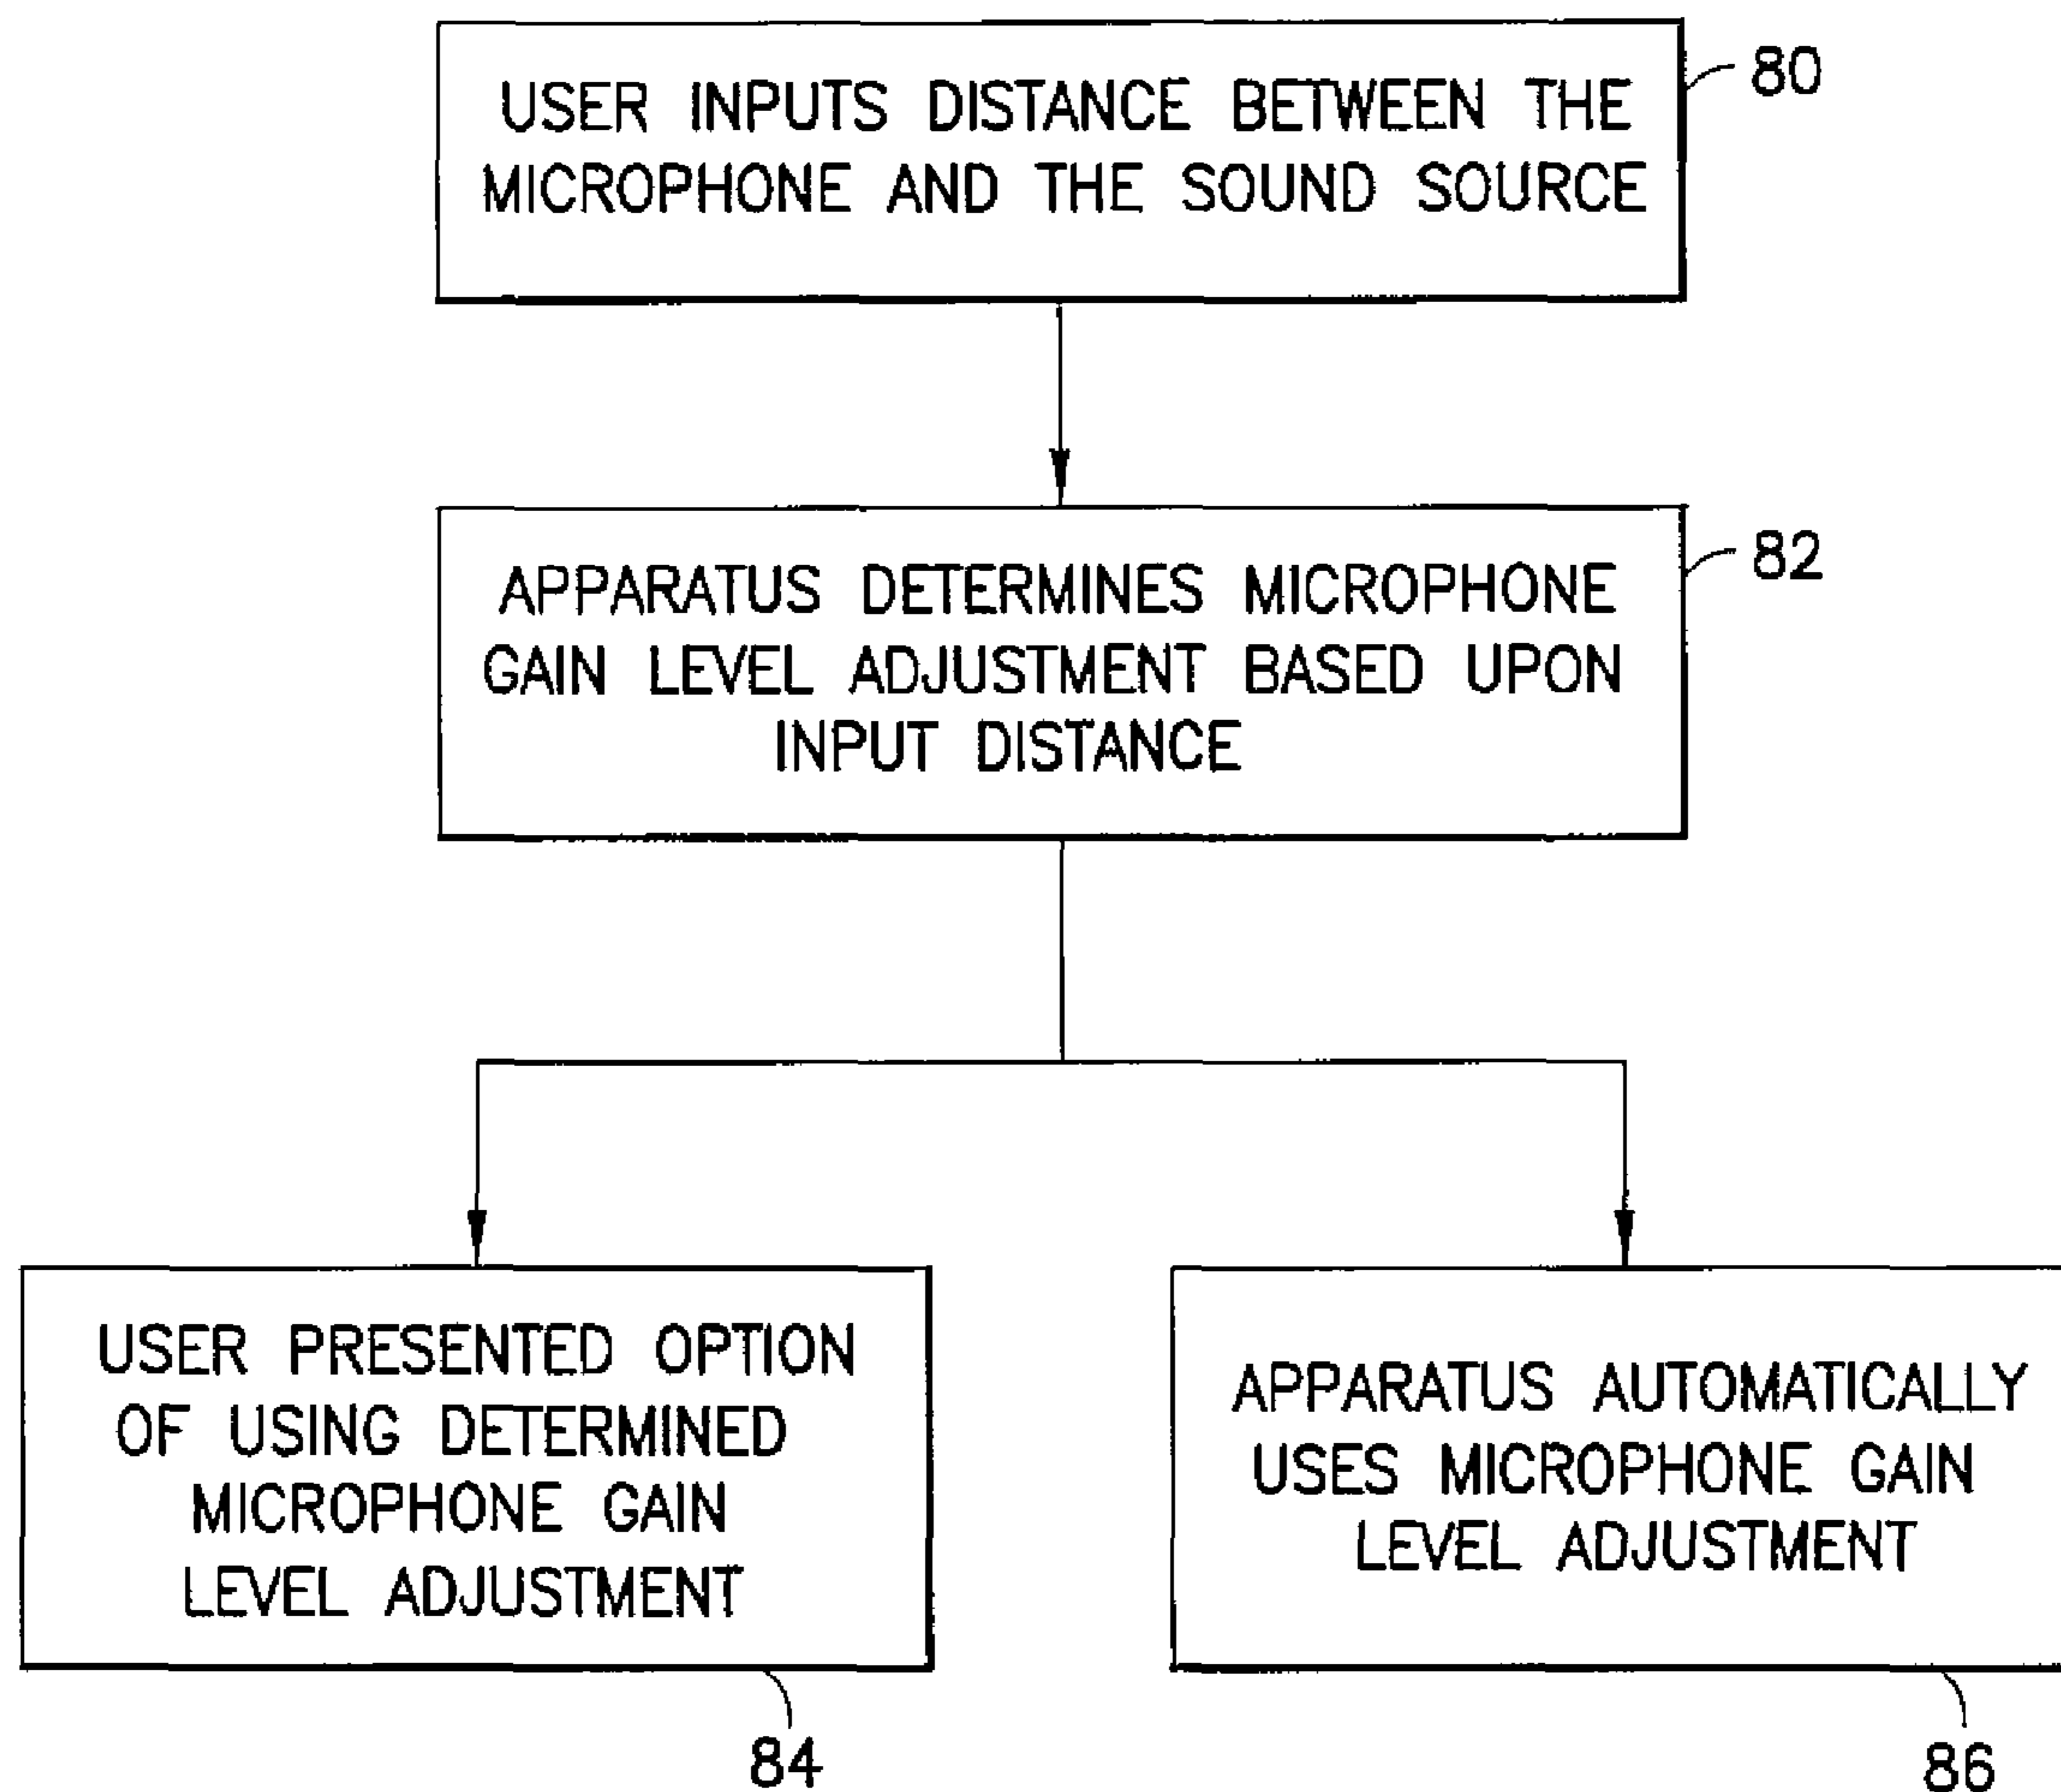 USER INPUTS DISTANCE BETWEEN THE
MICROPHONE AND THE SOUND SOURCE
80
APPARATUS DETERMINES MICROPHONE
GAIN LEVEL ADJUSTMENT BASED UPON
INPUT DISTANCE
82
USER PRESENTED OPTION
OF USING DETERMINED
MICROPHONE GAIN
LEVEL ADJUSTMENT
84
APPARATUS AUTOMATICALLY
USES MICROPHONE GAIN
LEVEL ADJUSTMENT
86